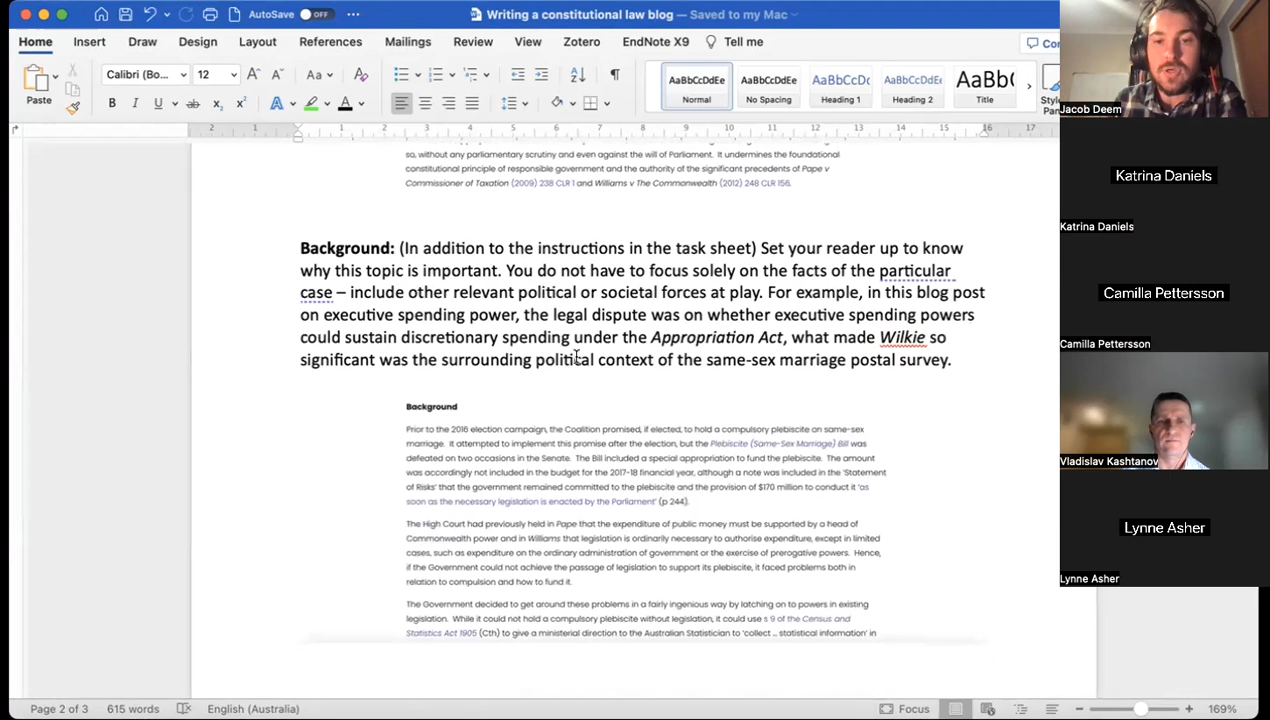 AutoSave OFF
Writing a constitutional law blog — Saved to my Mac
Home Insert Draw Design Layout References Mailings Review View Zotero EndNote X9 Tell me
Paste
Calibri (Bo... 12
AaBbCcDdEe AaBbCcDdEe AaBbCcDc AaBbCcDdEe AaBbC
Normal No Spacing Heading 1 Heading 2 Title
2 1 1 2 3 4 5 6 7 8 9 10 11 12 13 14 15 16 17
so, without any parliamentary scrutiny and even against the will of Parliament. It undermines the foundational
constitutional principle of responsible government and the authority of the significant precedents of Pape v
Commissioner of Taxation (2009) 238 CLR 1 and Williams v The Commonwealth (2012) 248 CLR 156.
Background: (In addition to the instructions in the task sheet) Set your reader up to know
why this topic is important. You do not have to focus solely on the facts of the particular
case – include other relevant political or societal forces at play. For example, in this blog post
on executive spending power, the legal dispute was on whether executive spending powers
could sustain discretionary spending under the Appropriation Act, what made Wilkie so
significant was the surrounding political context of the same-sex marriage postal survey.
Background
Prior to the 2016 election campaign, the Coalition promised, if elected, to hold a compulsory plebiscite on same-sex
marriage. It attempted to implement this promise after the election, but the Plebiscite (Same-Sex Marriage) Bill was
defeated on two occasions in the Senate. The Bill included a special appropriation to fund the plebiscite. The amount
was accordingly not included in the budget for the 2017-18 financial year, although a note was included in the 'Statement
of Risks' that the government remained committed to the plebiscite and the provision of $170 million to conduct it 'as
soon as the necessary legislation is enacted by the Parliament' (p 244).
The High Court had previously held in Pape that the expenditure of public money must be supported by a head of
Commonwealth power and in Williams that legislation is ordinarily necessary to authorise expenditure, except in limited
cases, such as expenditure on the ordinary administration of government or the exercise of prerogative powers. Hence,
if the Government could not achieve the passage of legislation to support its plebiscite, it faced problems both in
relation to compulsion and how to fund it.
The Government decided to get around these problems in a fairly ingenious way by latching on to powers in existing
legislation. While it could not hold a compulsory plebiscite without legislation, it could use s 9 of the Census and
Statistics Act 1905 (Cth) to give a ministerial direction to the Australian Statistician to 'collect ... statistical information' in
Page 2 of 3 615 words English (Australia) Focus 169%
Jacob Deem
Katrina Daniels
Katrina Daniels
Camilla Pettersson
Camilla Pettersson
Vladislav Kashtanov
Lynne Asher
Lynne Asher